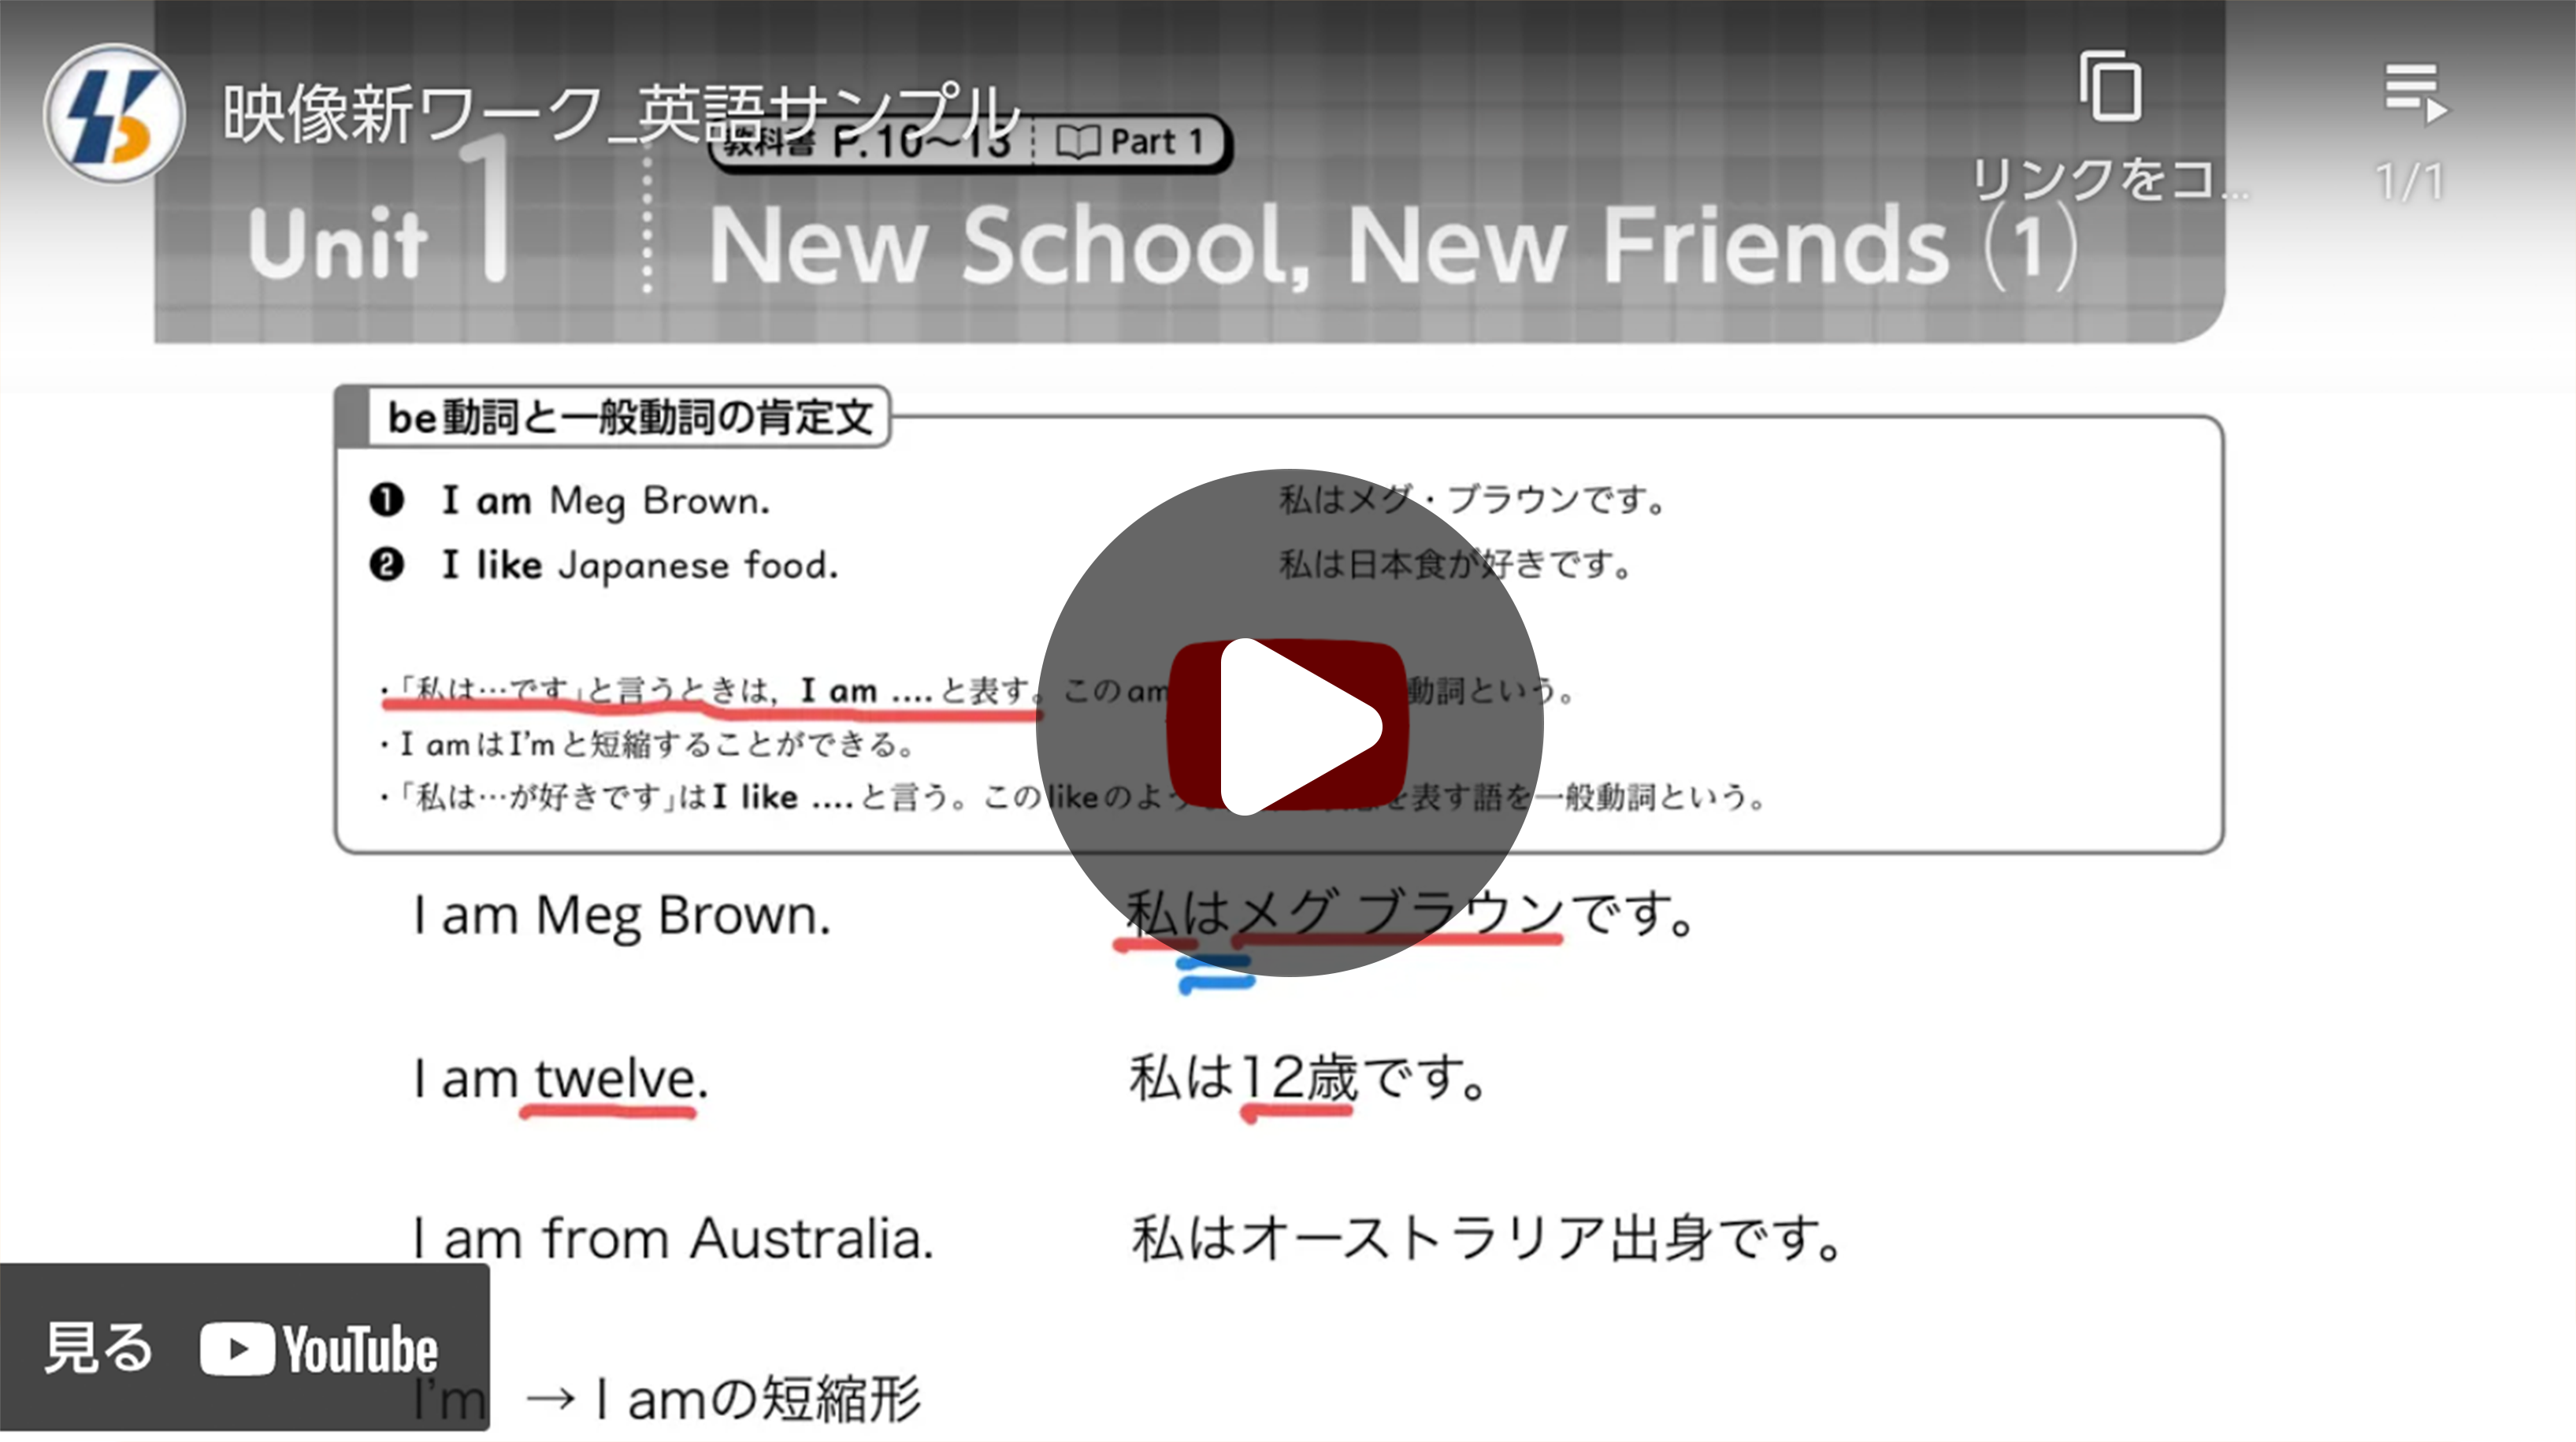 映像新ワーク_英語サンプル
リンクをコ...
1/1
教科書 P.10〜13 Part 1
Unit 1 New School, New Friends (1)
be動詞と一般動詞の肯定文
❶ I am Meg Brown. 私はメグ・ブラウンです。
❷ I like Japanese food. 私は日本食が好きです。
・「私は…です」と言うときは, I am ....と表す。このam 動詞という。
・I amはI'mと短縮することができる。
・「私は…が好きです」はI like ....と言う。このlikeのよう を表す語を一般動詞という。
I am Meg Brown. 私はメグ ブラウンです。
I am twelve. 私は12歳です。
I am from Australia. 私はオーストラリア出身です。
見る YouTube
I'm → I amの短縮形